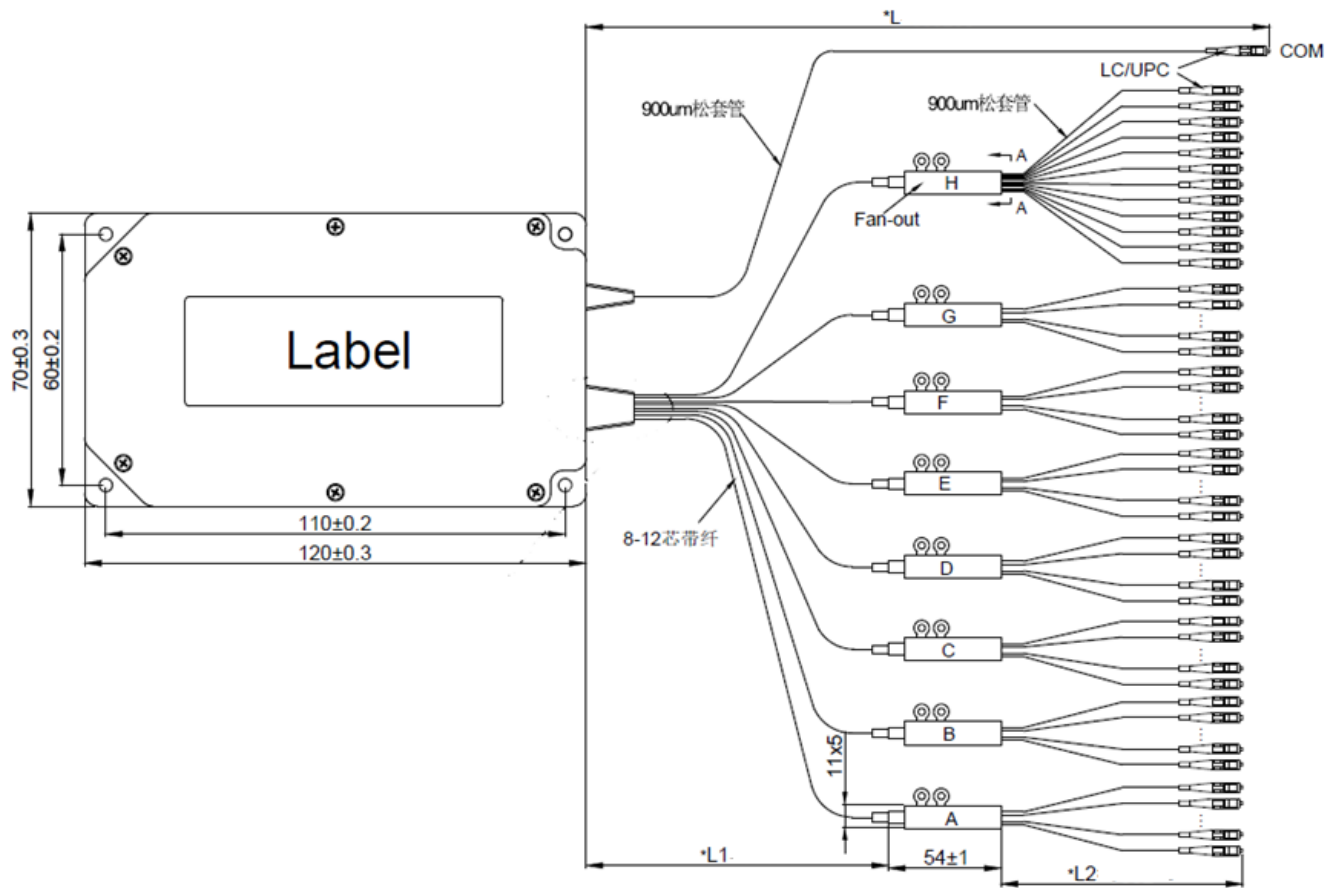 *L
COM
LC/UPC
900um松套管
900um松套管
A
H
A
Fan-out
G
70±0.3
60±0.2
Label
F
E
110±0.2
8-12芯带纤
120±0.3
D
C
B
11x5
A
*L1
54±1
*L2